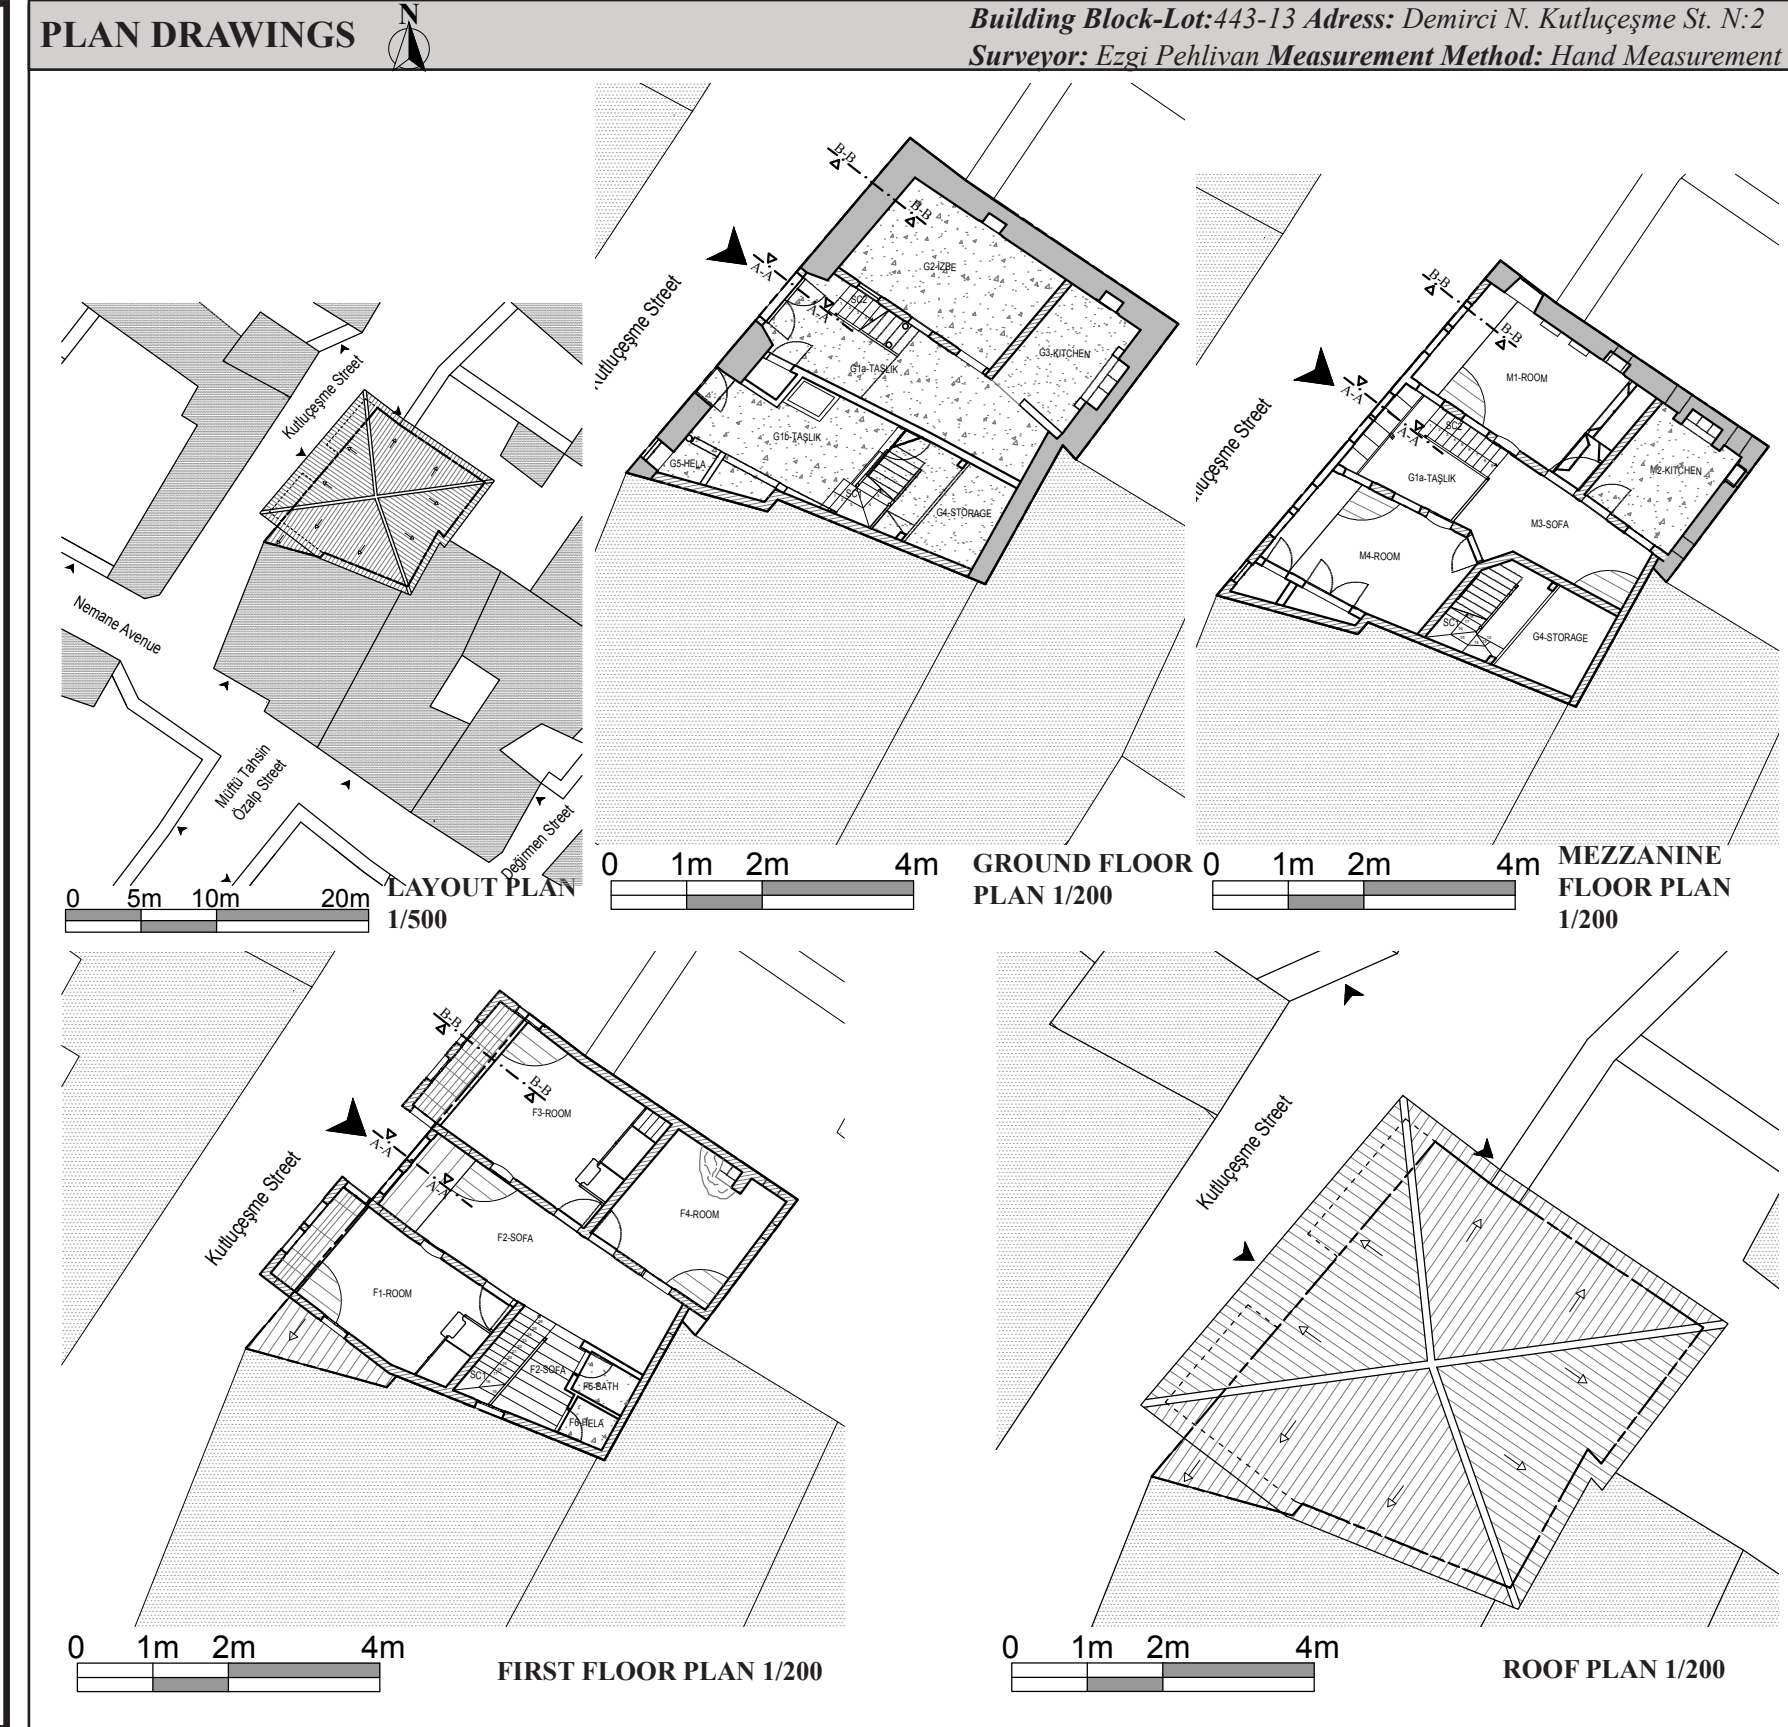 PLAN DRAWINGS
N
Building Block-Lot:443-13 Adress: Demirci N. Kutluçeşme St. N:2
Surveyor: Ezgi Pehlivan Measurement Method: Hand Measurement
Kutluçeşme Street
Nemane Avenue
Müftü Tahsin
Özalp Street
Değirmen Street
0 5m 10m 20m
LAYOUT PLAN
1/500
B-B
B-B
A-A
A-A
Kutluçeşme Street
G2-İZBE
SC2
G3-KITCHEN
G1a-TAŞLIK
G1b-TAŞLIK
G5-HELA
SC1
G4-STORAGE
0 1m 2m 4m
GROUND FLOOR
PLAN 1/200
B-B
B-B
A-A
A-A
Kutluçeşme Street
M1-ROOM
SC2
M2-KITCHEN
G1a-TAŞLIK
M3-SOFA
M4-ROOM
SC1
G4-STORAGE
0 1m 2m 4m
MEZZANINE
FLOOR PLAN
1/200
B-B
B-B
A-A
A-A
Kutluçeşme Street
F3-ROOM
F4-ROOM
F2-SOFA
F1-ROOM
SC1
F2-SOFA
F5-BATH
F6-HELA
0 1m 2m 4m
FIRST FLOOR PLAN 1/200
Kutluçeşme Street
0 1m 2m 4m
ROOF PLAN 1/200